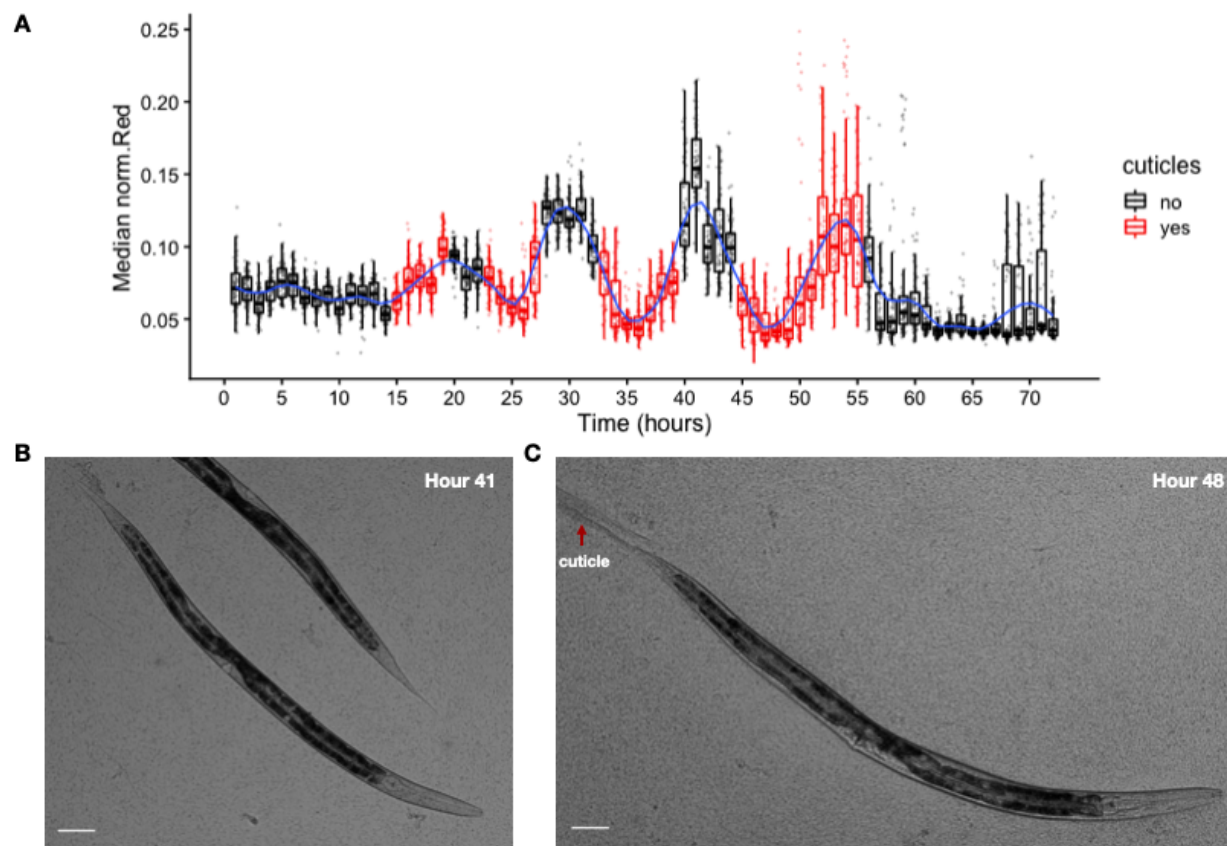 A
Median norm.Red
0.25
0.20
0.15
0.10
0.05
0 5 10 15 20 25 30 35 40 45 50 55 60 65 70
Time (hours)
cuticles
no
yes
B
Hour 41
C
Hour 48
cuticle